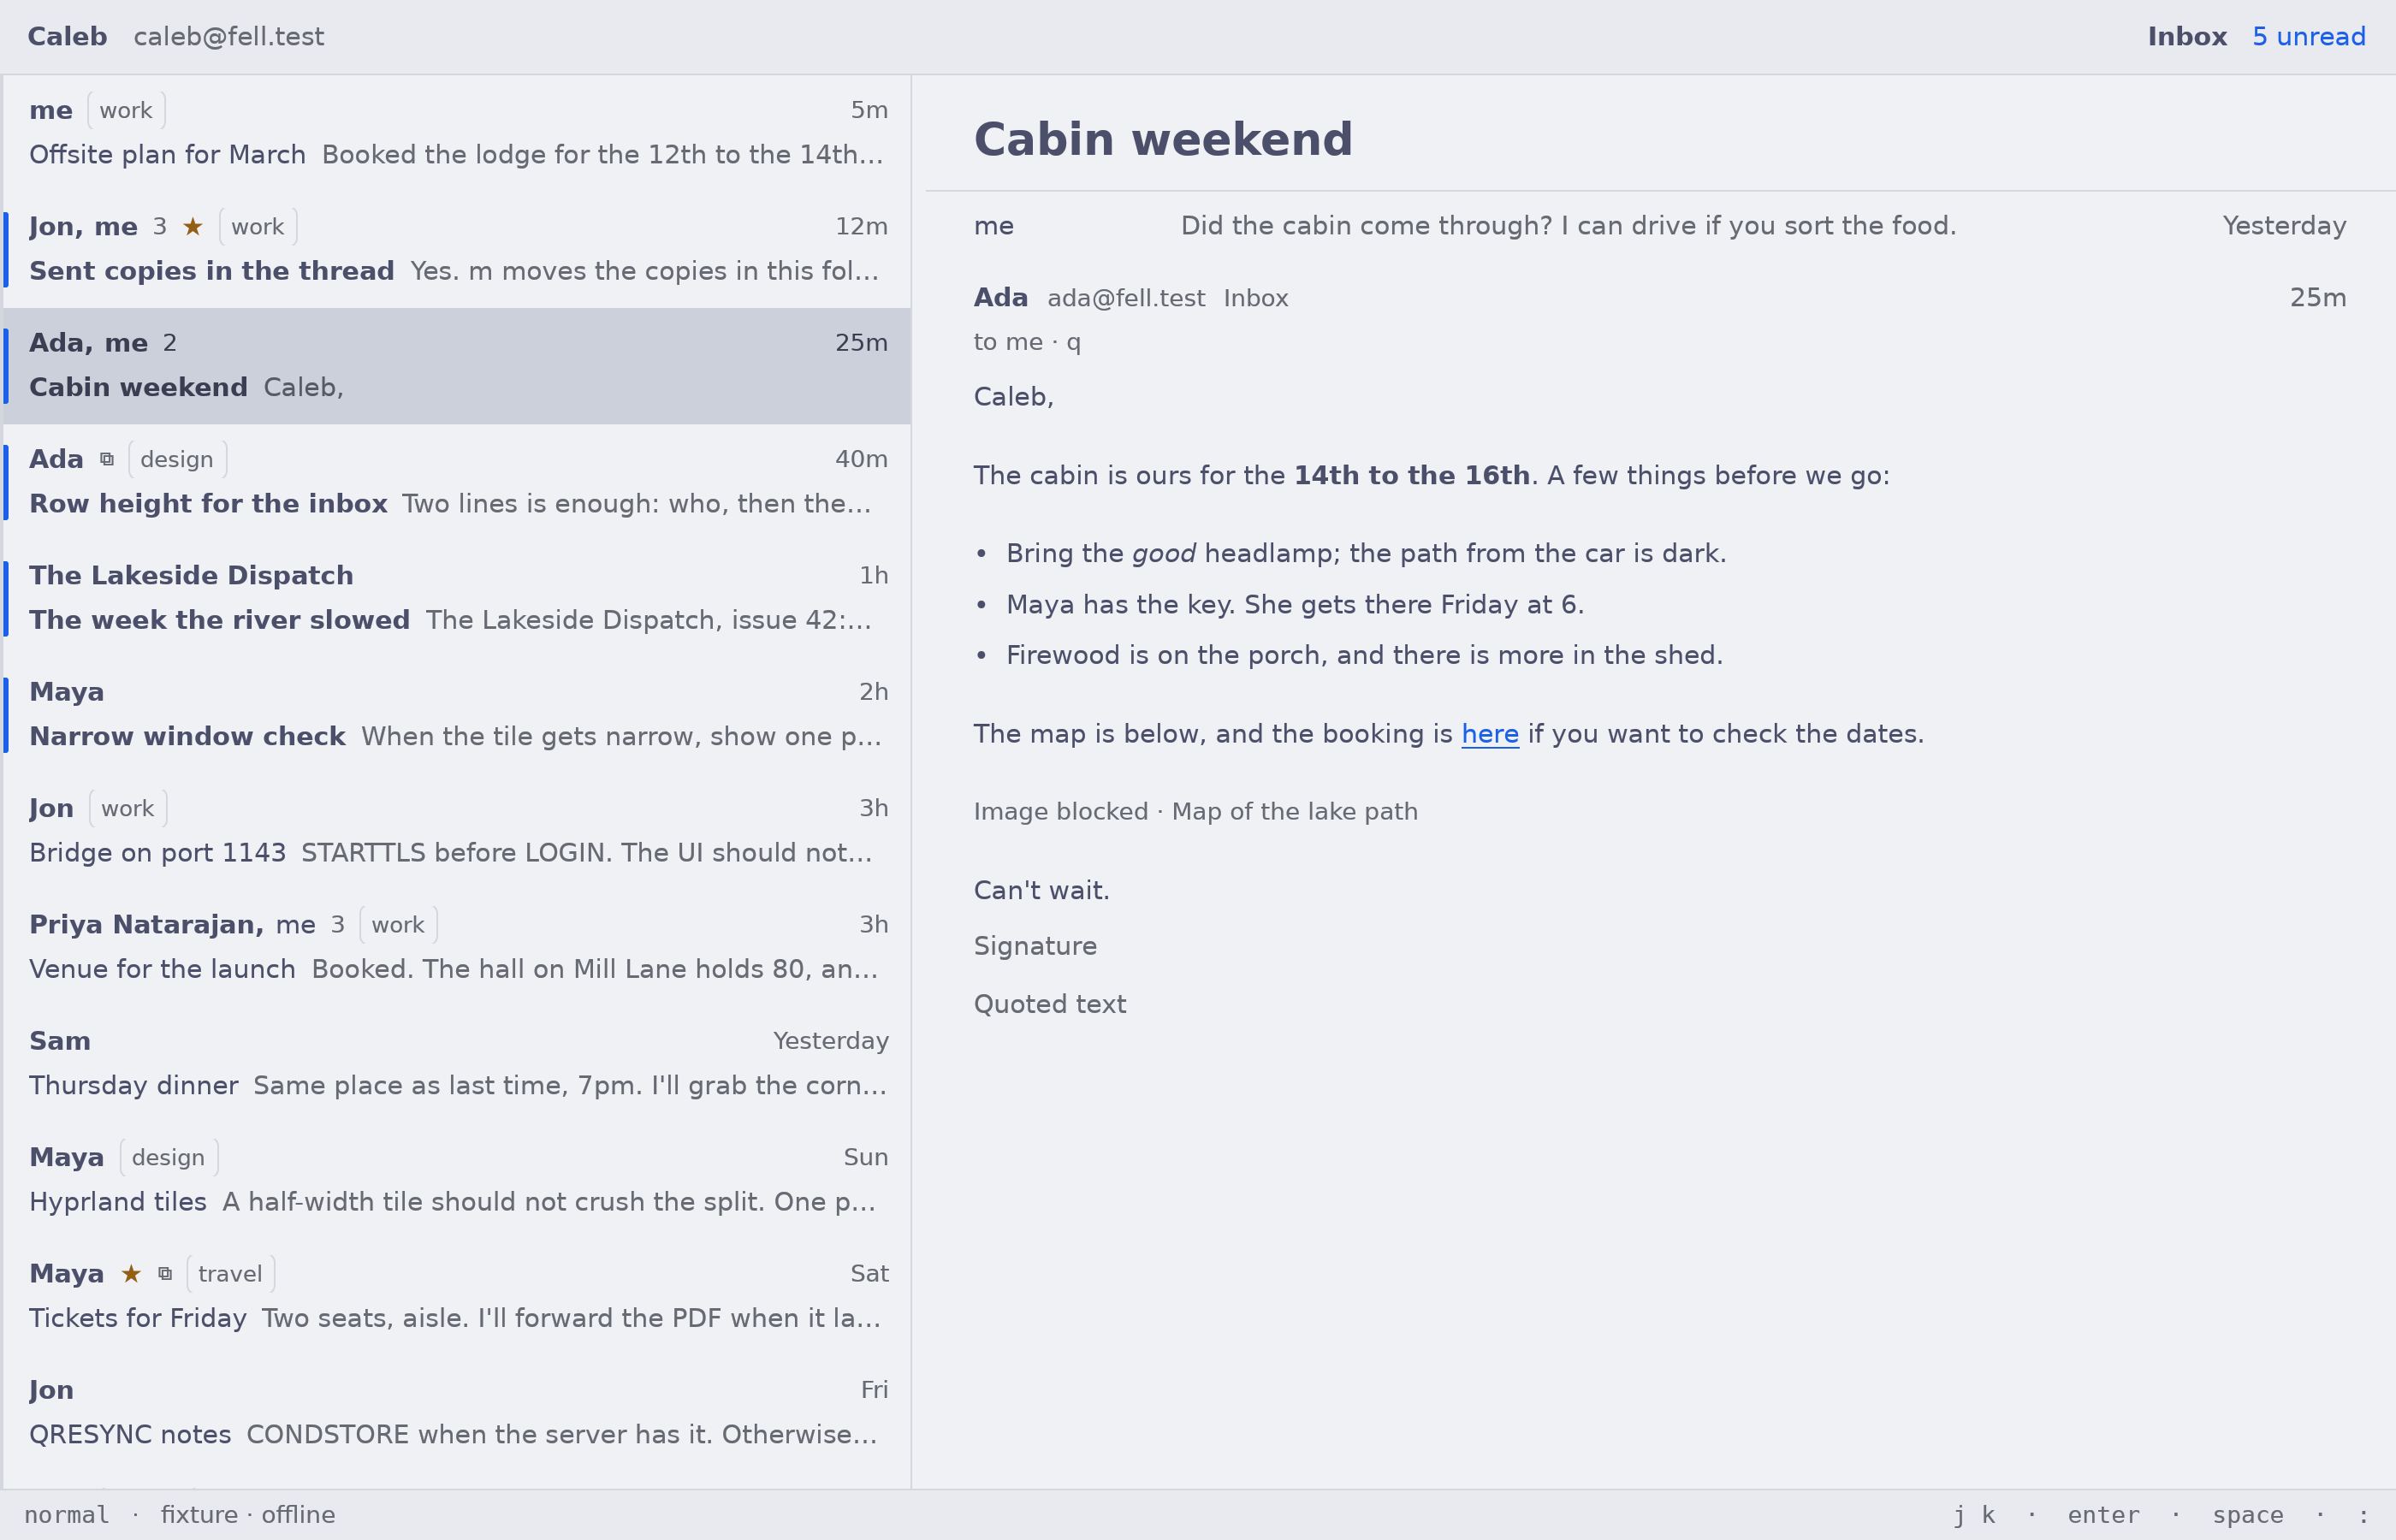 Caleb caleb@fell.test
Inbox 5 unread
me work 5m
Offsite plan for March Booked the lodge for the 12th to the 14th…
Jon, me 3 ★ work 12m
Sent copies in the thread Yes. m moves the copies in this fol…
Ada, me 2 25m
Cabin weekend Caleb,
Ada ⧉ design 40m
Row height for the inbox Two lines is enough: who, then the…
The Lakeside Dispatch 1h
The week the river slowed The Lakeside Dispatch, issue 42:…
Maya 2h
Narrow window check When the tile gets narrow, show one p…
Jon work 3h
Bridge on port 1143 STARTTLS before LOGIN. The UI should not…
Priya Natarajan, me 3 work 3h
Venue for the launch Booked. The hall on Mill Lane holds 80, an…
Sam Yesterday
Thursday dinner Same place as last time, 7pm. I'll grab the corn…
Maya design Sun
Hyprland tiles A half-width tile should not crush the split. One p…
Maya ★ ⧉ travel Sat
Tickets for Friday Two seats, aisle. I'll forward the PDF when it la…
Jon Fri
QRESYNC notes CONDSTORE when the server has it. Otherwise…
Cabin weekend
me Did the cabin come through? I can drive if you sort the food. Yesterday
Ada ada@fell.test Inbox 25m
to me · q
Caleb,
The cabin is ours for the 14th to the 16th. A few things before we go:
• Bring the good headlamp; the path from the car is dark.
• Maya has the key. She gets there Friday at 6.
• Firewood is on the porch, and there is more in the shed.
The map is below, and the booking is here if you want to check the dates.
Image blocked · Map of the lake path
Can't wait.
Signature
Quoted text
normal · fixture · offline
j k · enter · space · :